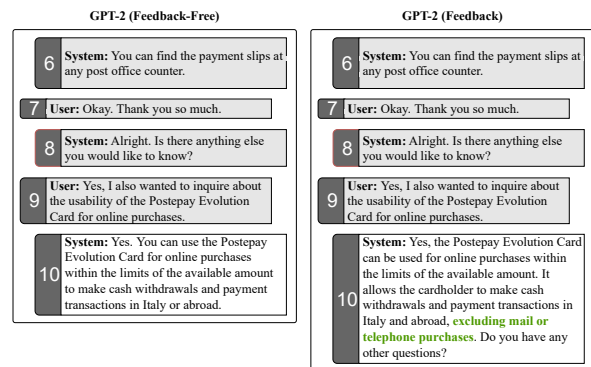 GPT-2 (Feedback-Free)
6
System: You can find the payment slips at
any post office counter.
7
User: Okay. Thank you so much.
8
System: Alright. Is there anything else
you would like to know?
9
User: Yes, I also wanted to inquire about
the usability of the Postepay Evolution
Card for online purchases.
10
System: Yes. You can use the Postepay
Evolution Card for online purchases
within the limits of the available amount
to make cash withdrawals and payment
transactions in Italy or abroad.
GPT-2 (Feedback)
6
System: You can find the payment slips at
any post office counter.
7
User: Okay. Thank you so much.
8
System: Alright. Is there anything else
you would like to know?
9
User: Yes, I also wanted to inquire about
the usability of the Postepay Evolution
Card for online purchases.
10
System: Yes, the Postepay Evolution Card
can be used for online purchases within
the limits of the available amount. It
allows the cardholder to make cash
withdrawals and payment transactions in
Italy and abroad, excluding mail or
telephone purchases. Do you have any
other questions?